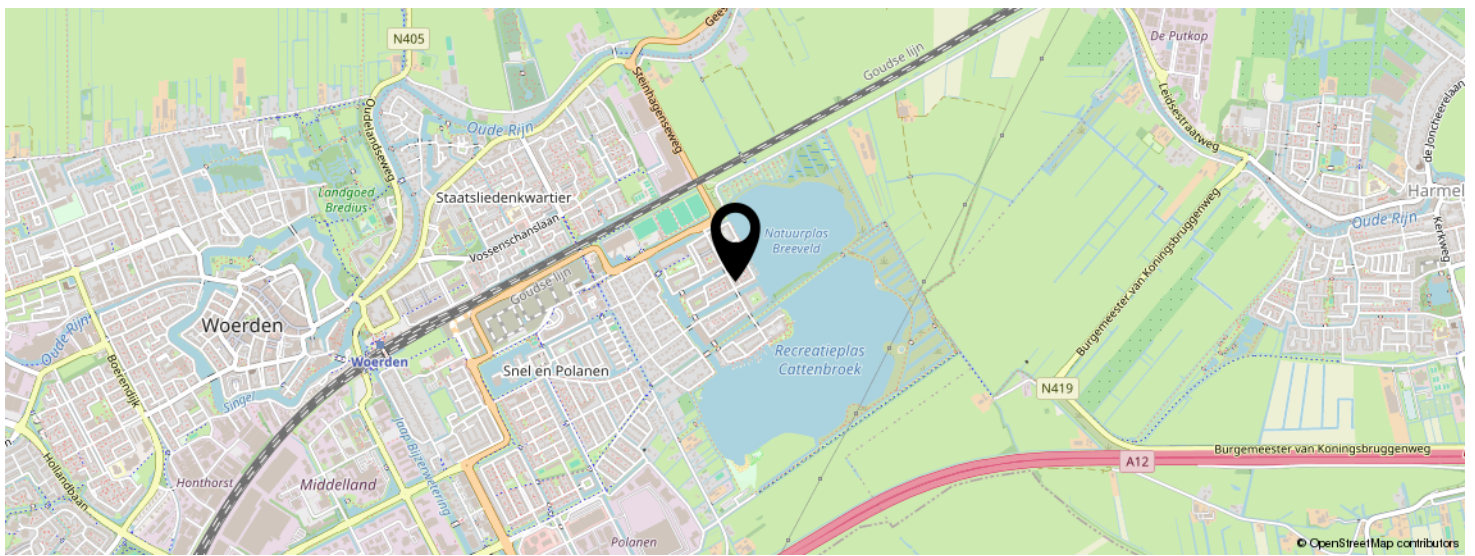 N405
Gees
De Putkop
Goudse lijn
Steinhagenseweg
Oudelandseweg
Oude Rijn
Leidsestraatweg
de Joncheerelaan
Landgoed
Bredius
Staatsliedenkwartier
Harmel
Oude Rijn
Kerkweg
Vossenschanslaan
Natuurplas
Breeveld
Burgemeester van Koningsbruggenweg
Goudse lijn
Woerden
Oude Rijn
Boerendijk
Woerden
Snel en Polanen
Recreatieplas
Cattenbroek
N419
Singel
Jaap Bijzerwetering
Hollandbaan
Honthorst
Middelland
A12
Burgemeester van Koningsbruggenweg
Polanen
© OpenStreetMap contributors